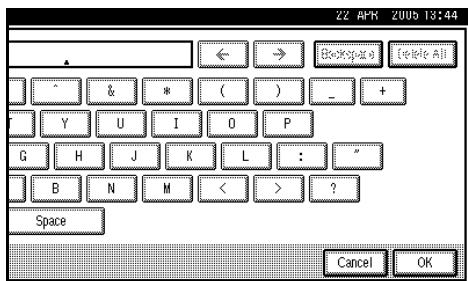 22 APR 2005 13:44
← → Backspace Delete All
^ & * ( ) _ +
T Y U I O P
G H J K L : "
B N M < > ?
Space
Cancel OK